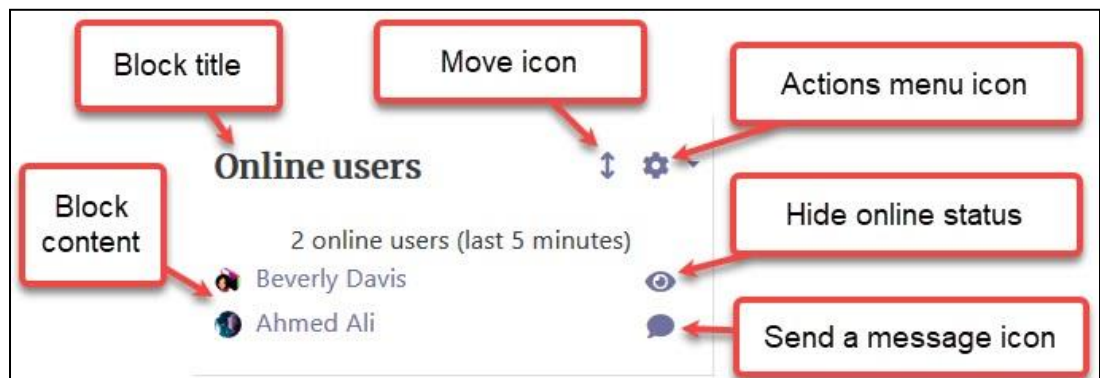 Block title
Move icon
Actions menu icon
Online users
Block
content
Hide online status
2 online users (last 5 minutes)
Beverly Davis
Ahmed Ali
Send a message icon